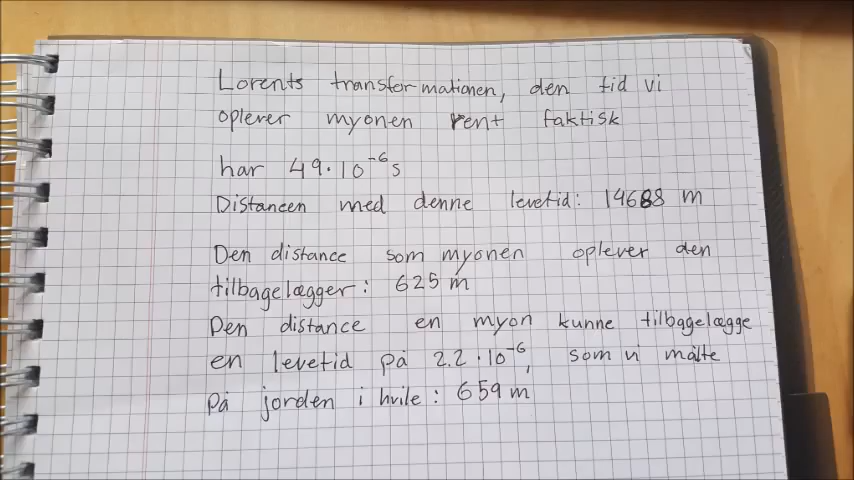 Lorents transformationen, den tid vi
oplever myonen rent faktisk
har 49·10⁻⁶s
Distancen med denne levetid: 14688 m
Den distance som myonen oplever den
tilbagelægger: 625 m
Den distance en myon kunne tilbagelægge
en levetid på 2.2·10⁻⁶, som vi målte
på jorden i hvile: 659 m